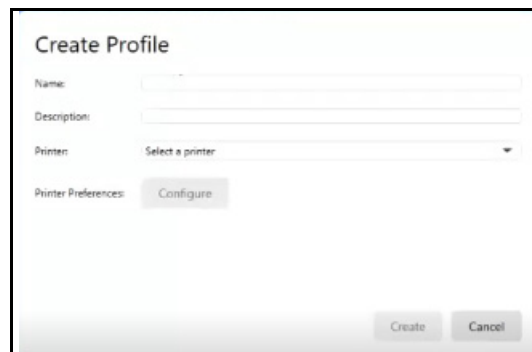 Create Profile
Name:
Description:
Printer: Select a printer
Printer Preferences: Configure
Create Cancel